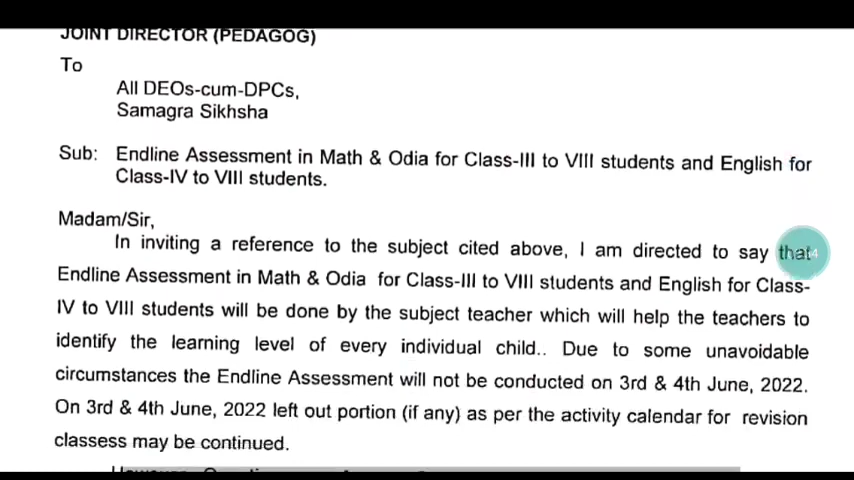 JOINT DIRECTOR (PEDAGOG)
To
All DEOs-cum-DPCs,
Samagra Sikhsha
Sub: Endline Assessment in Math & Odia for Class-III to VIII students and English for
Class-IV to VIII students.
Madam/Sir,
In inviting a reference to the subject cited above, I am directed to say that
Endline Assessment in Math & Odia for Class-III to VIII students and English for Class-
IV to VIII students will be done by the subject teacher which will help the teachers to
identify the learning level of every individual child.. Due to some unavoidable
circumstances the Endline Assessment will not be conducted on 3rd & 4th June, 2022.
On 3rd & 4th June, 2022 left out portion (if any) as per the activity calendar for revision
classess may be continued.